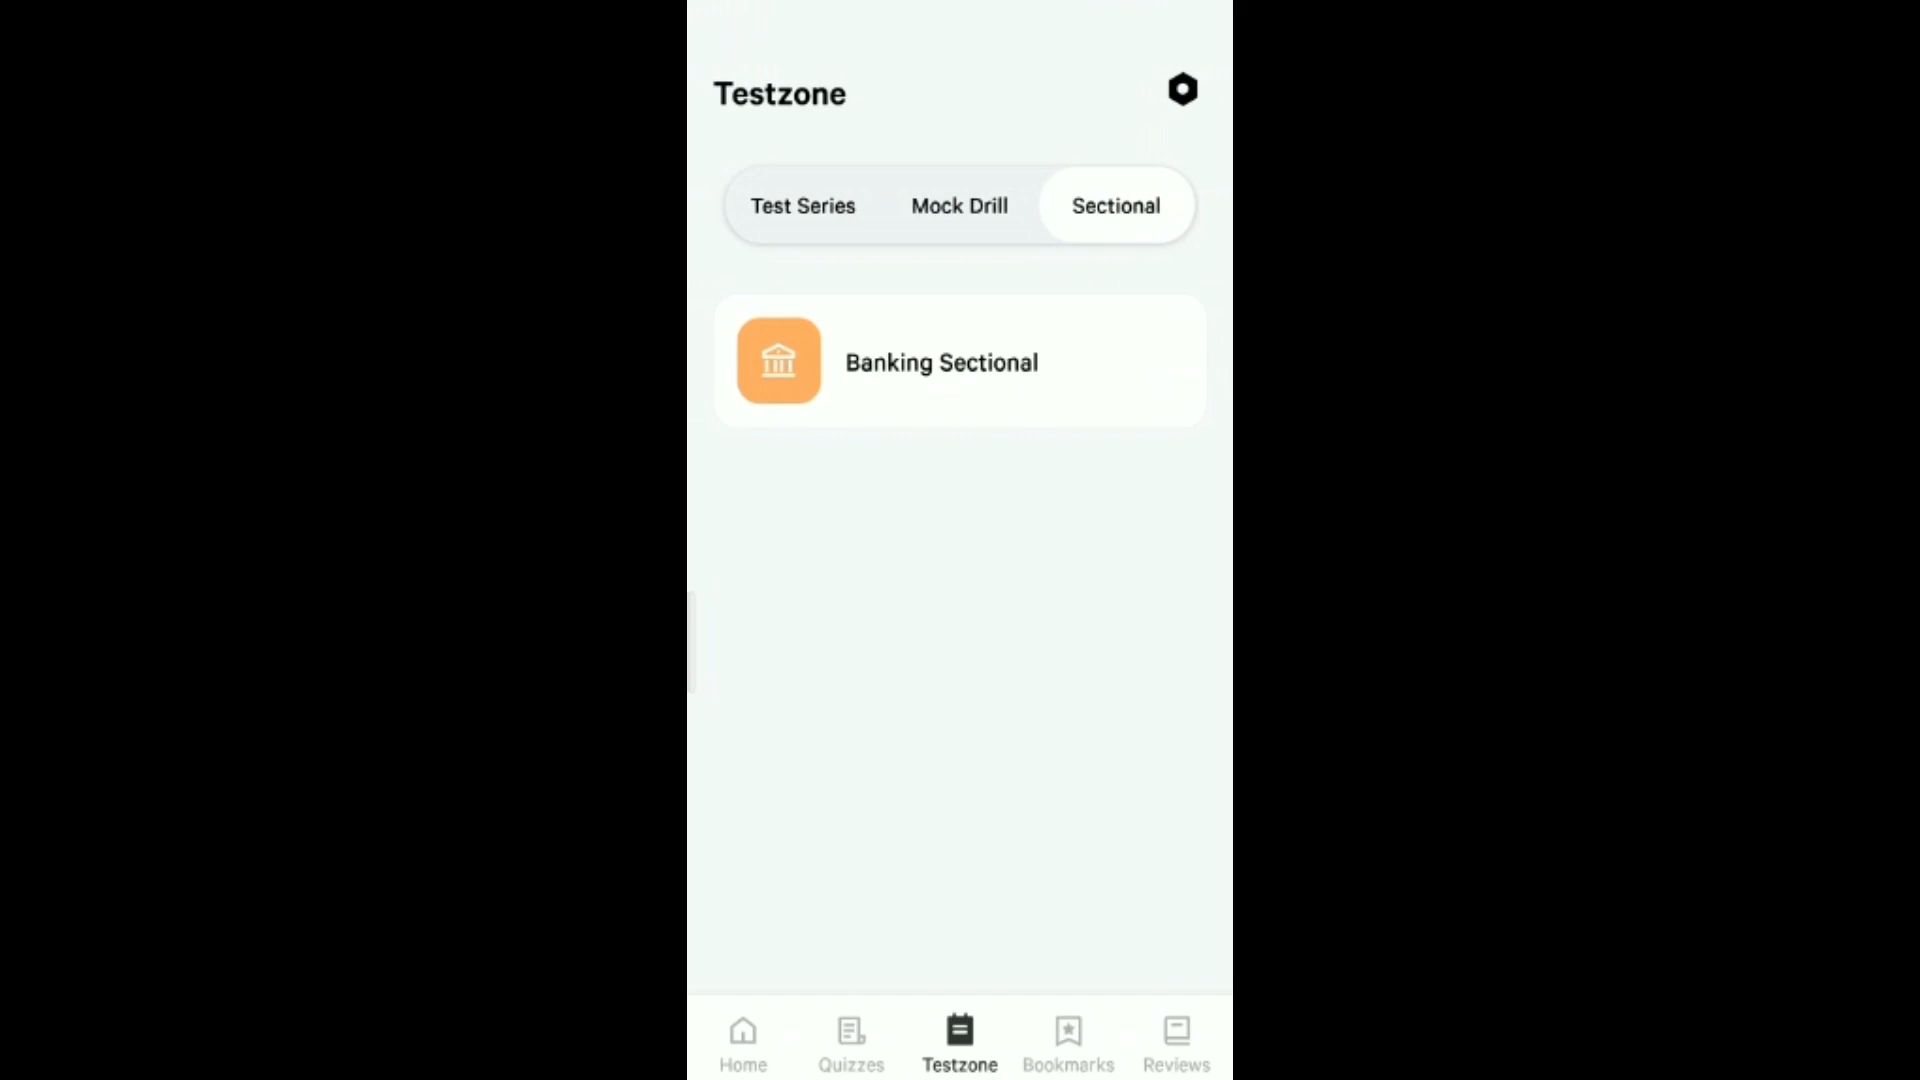 Testzone
Test Series Mock Drill Sectional
Banking Sectional
Home Quizzes Testzone Bookmarks Reviews